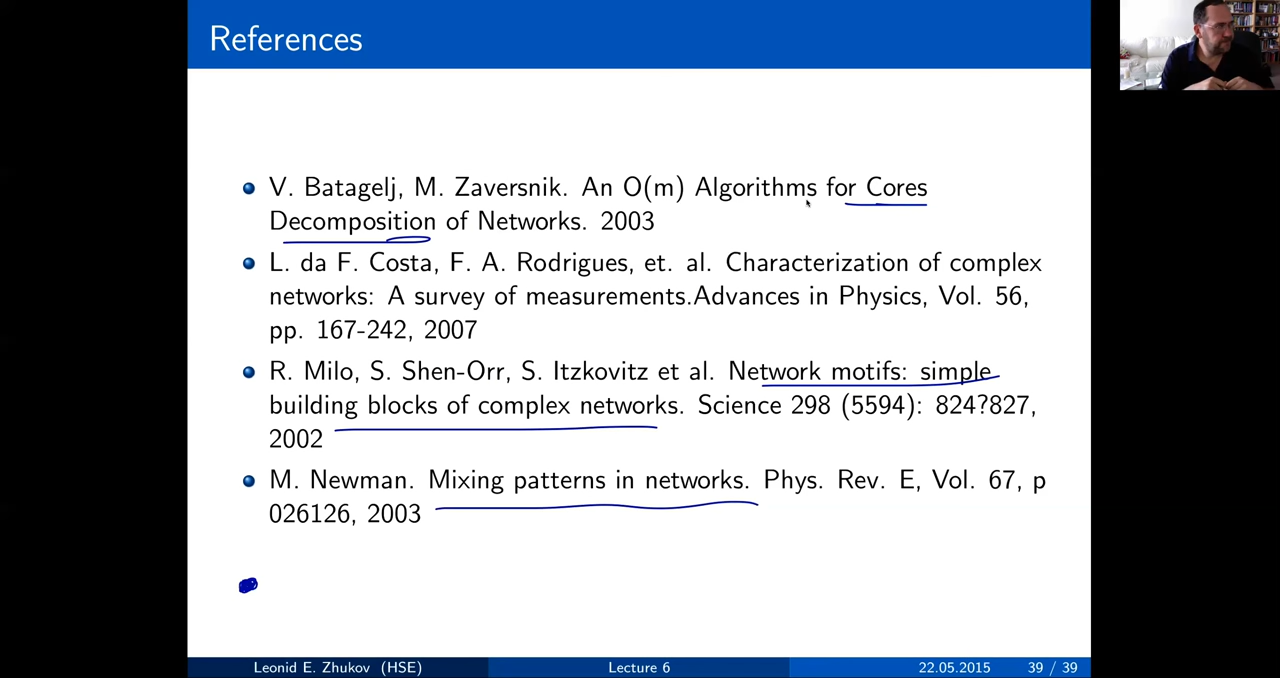 References
V. Batagelj, M. Zaversnik. An O(m) Algorithms for Cores
Decomposition of Networks. 2003
L. da F. Costa, F. A. Rodrigues, et. al. Characterization of complex
networks: A survey of measurements.Advances in Physics, Vol. 56,
pp. 167-242, 2007
R. Milo, S. Shen-Orr, S. Itzkovitz et al. Network motifs: simple
building blocks of complex networks. Science 298 (5594): 824?827,
2002
M. Newman. Mixing patterns in networks. Phys. Rev. E, Vol. 67, p
026126, 2003
Leonid E. Zhukov (HSE) Lecture 6 22.05.2015 39 / 39